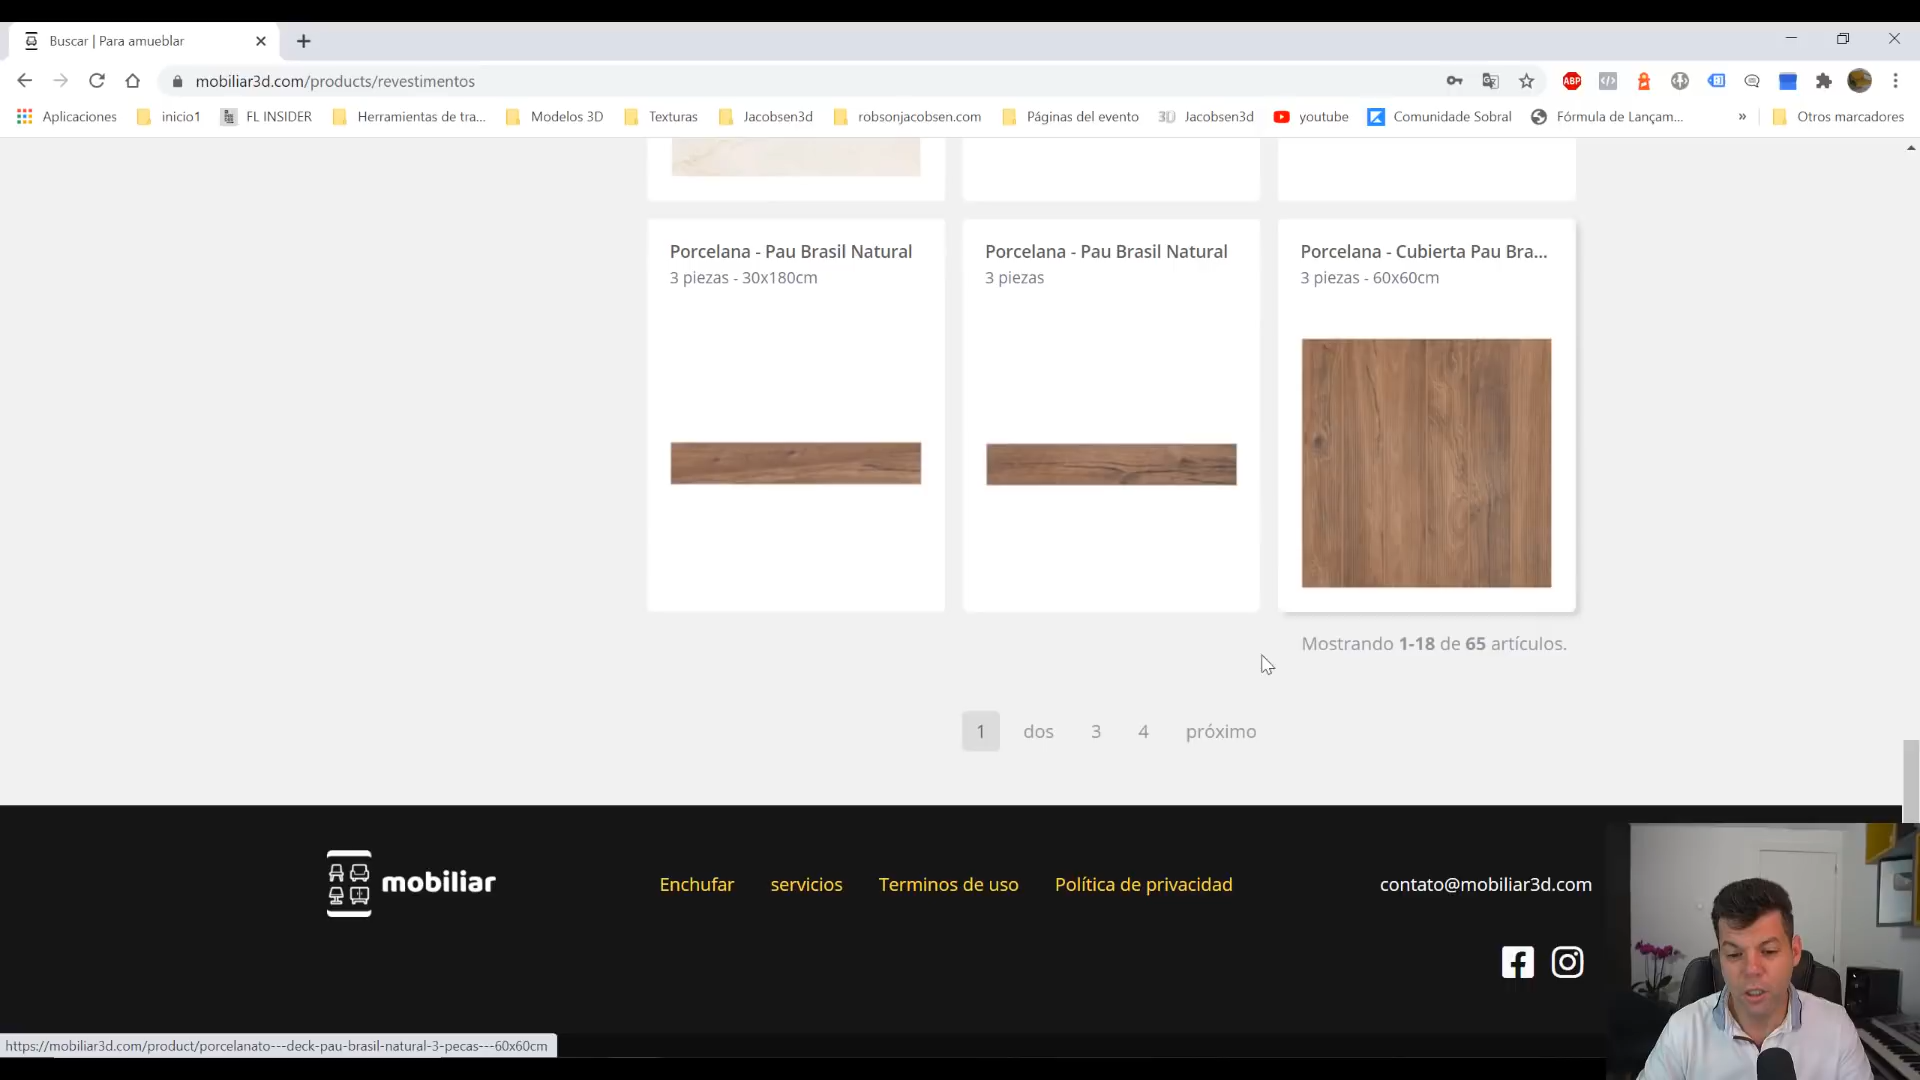 Buscar | Para amueblar
mobiliar3d.com/products/revestimentos
ABP
Aplicaciones
inicio1
FL INSIDER
Herramientas de tra...
Modelos 3D
Texturas
Jacobsen3d
robsonjacobsen.com
Páginas del evento
3D Jacobsen3d
youtube
Comunidade Sobral
Fórmula de Lançam...
»
Otros marcadores
Porcelana - Pau Brasil Natural
3 piezas - 30x180cm
Porcelana - Pau Brasil Natural
3 piezas
Porcelana - Cubierta Pau Bra...
3 piezas - 60x60cm
Mostrando 1-18 de 65 artículos.
1 dos 3 4 próximo
mobiliar
Enchufar servicios Terminos de uso Política de privacidad
contato@mobiliar3d.com
https://mobiliar3d.com/product/porcelanato---deck-pau-brasil-natural-3-pecas---60x60cm